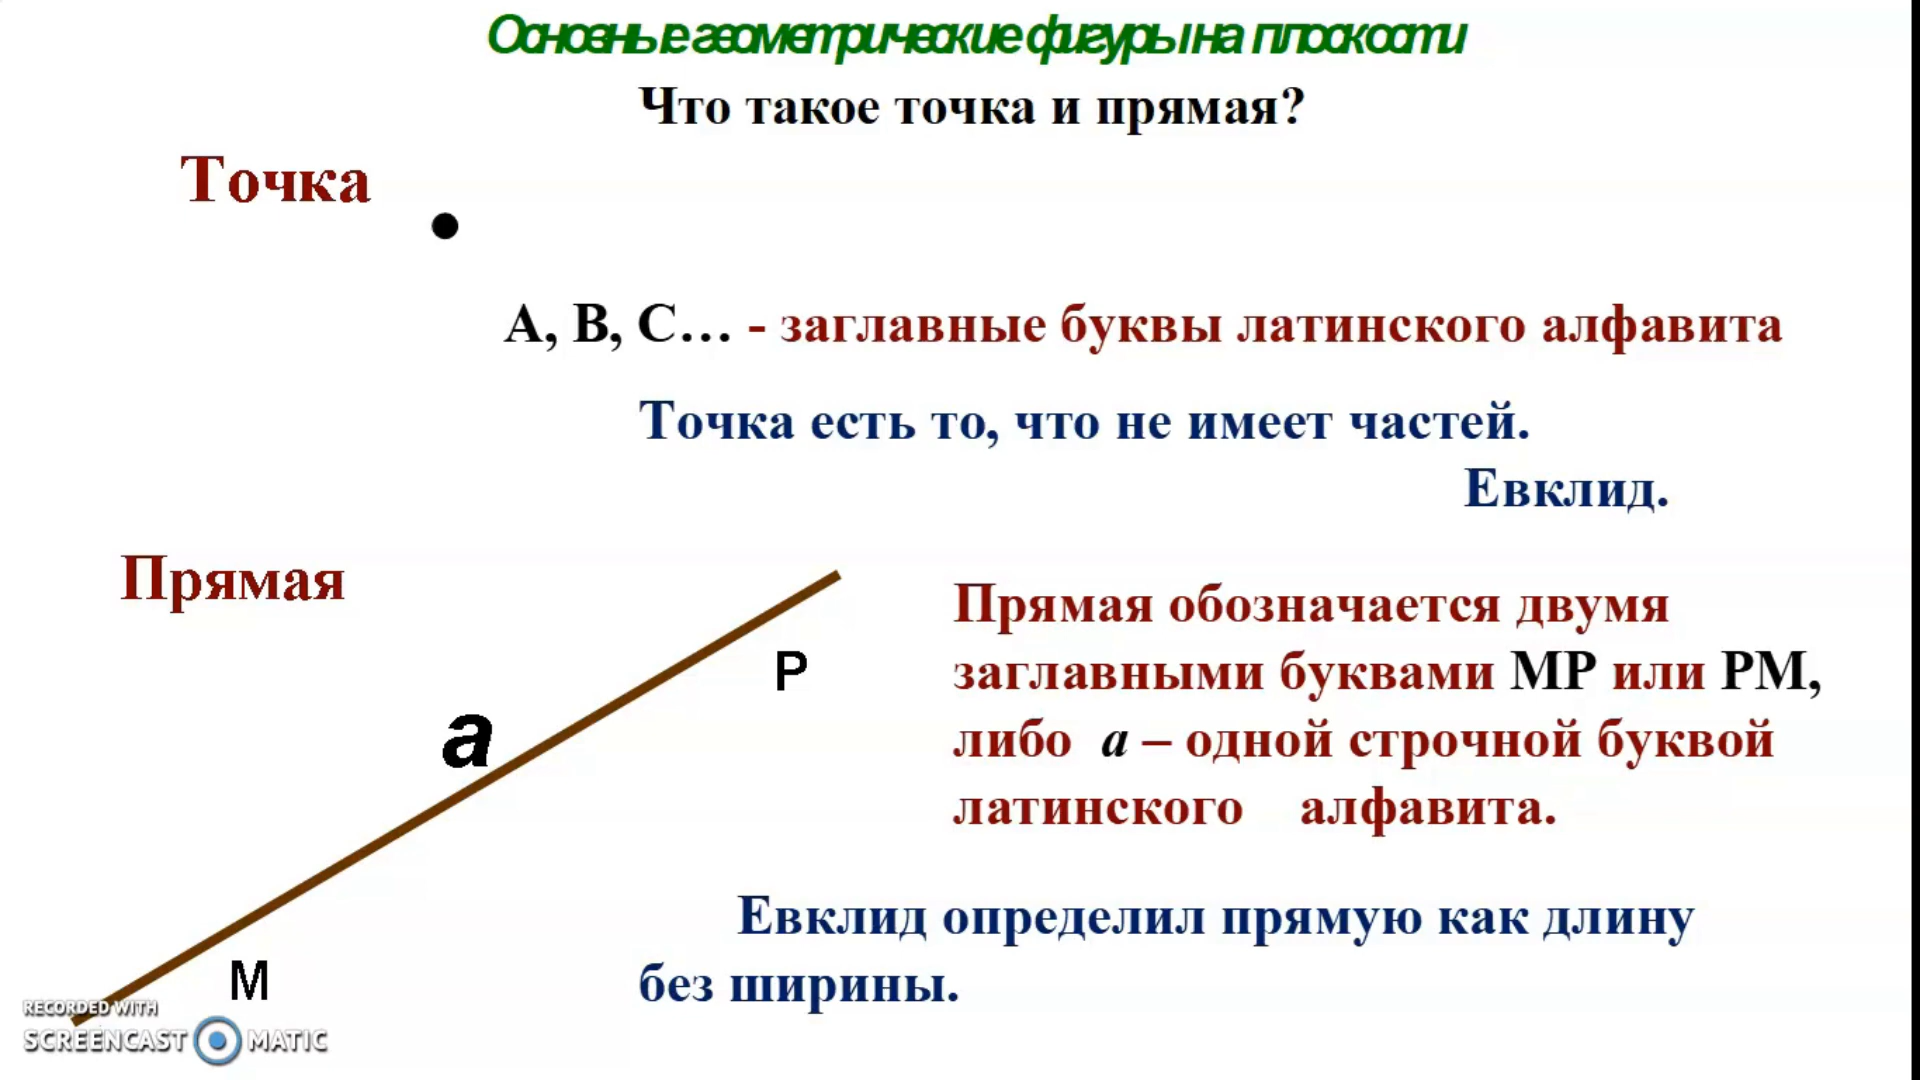 Основные геометрические фигуры на плоскости
Что такое точка и прямая?
Точка
А, В, С… - заглавные буквы латинского алфавита
Точка есть то, что не имеет частей.
Евклид.
Прямая
Р
а
М
Прямая обозначается двумя
заглавными буквами МР или РМ,
либо а – одной строчной буквой
латинского алфавита.
Евклид определил прямую как длину
без ширины.
RECORDED WITH
SCREENCAST MATIC